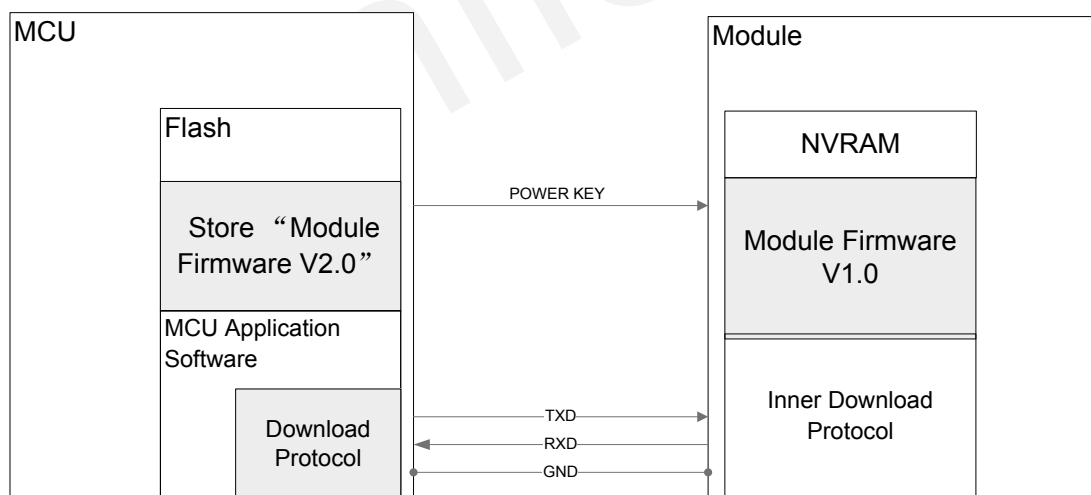 MCU
Module
Flash
NVRAM
POWER KEY
Store “Module
Firmware V2.0”
Module Firmware
V1.0
MCU Application
Software
Download
Protocol
TXD
RXD
GND
Inner Download
Protocol